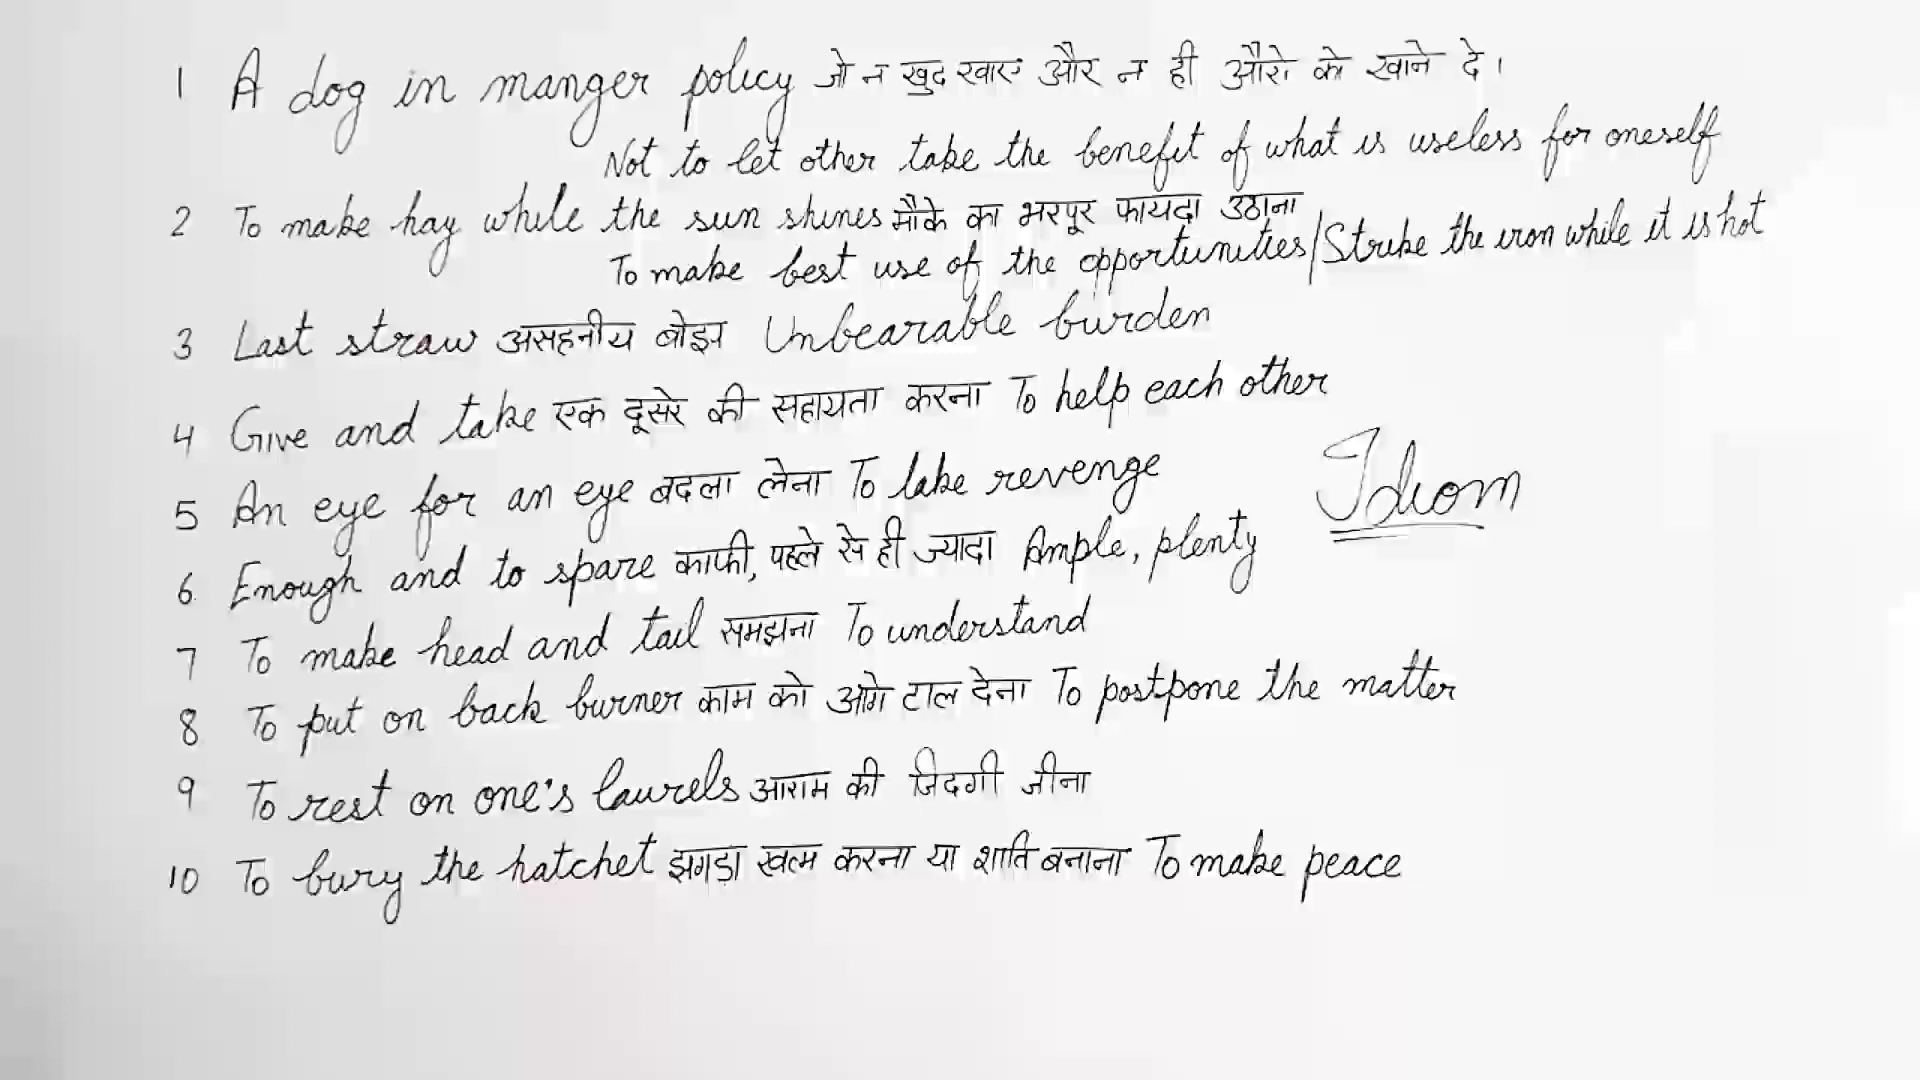 1 A dog in manger policy जो न खुद खाए और न ही औरो को खाने दे।
Not to let other take the benefit of what is useless for oneself
2 To make hay while the sun shines मौके का भरपूर फायदा उठाना
To make best use of the opportunities/Strike the iron while it is hot
3 Last straw असहनीय बोझ Unbearable burden
4 Give and take एक दूसरे की सहायता करना To help each other
5 An eye for an eye बदला लेना To take revenge
Idiom
6 Enough and to spare काफी, पहले से ही ज्यादा Ample, plenty
7 To make head and tail समझना To understand
8 To put on back burner काम को आगे टाल देना To postpone the matter
9 To rest on one's laurels आराम की जिदगी जीना
10 To bury the hatchet झगड़ा खत्म करना या शाति बनाना To make peace